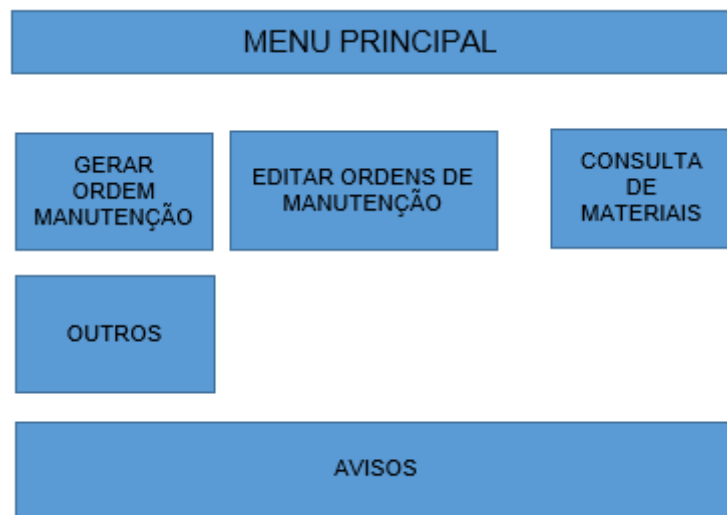 MENU PRINCIPAL
GERAR
ORDEM
MANUTENÇÃO
EDITAR ORDENS DE
MANUTENÇÃO
CONSULTA
DE
MATERIAIS
OUTROS
AVISOS